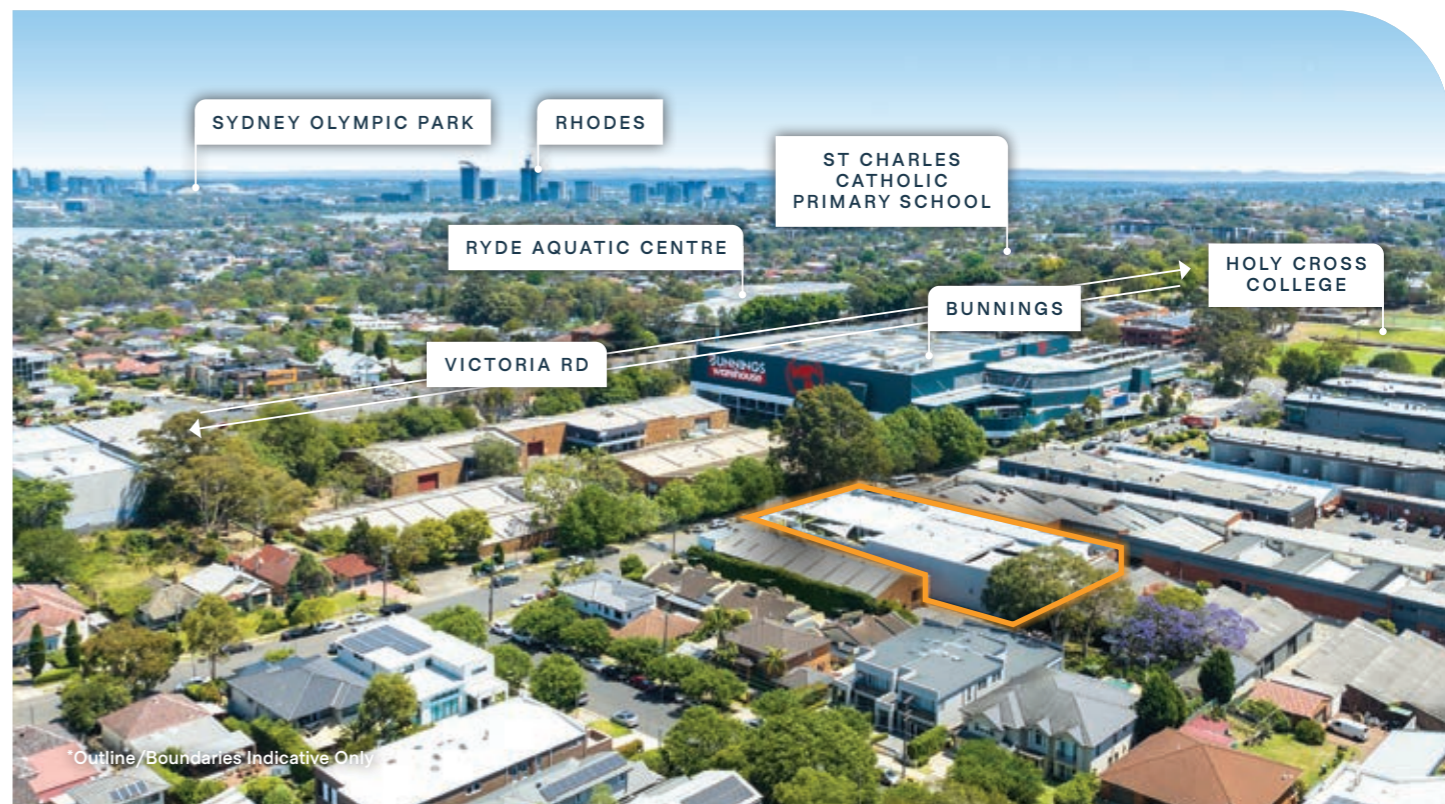 SYDNEY OLYMPIC PARK
RHODES
ST CHARLES
CATHOLIC
PRIMARY SCHOOL
RYDE AQUATIC CENTRE
HOLY CROSS
COLLEGE
BUNNINGS
VICTORIA RD
BUNNINGS
warehouse
*Outline/Boundaries Indicative Only